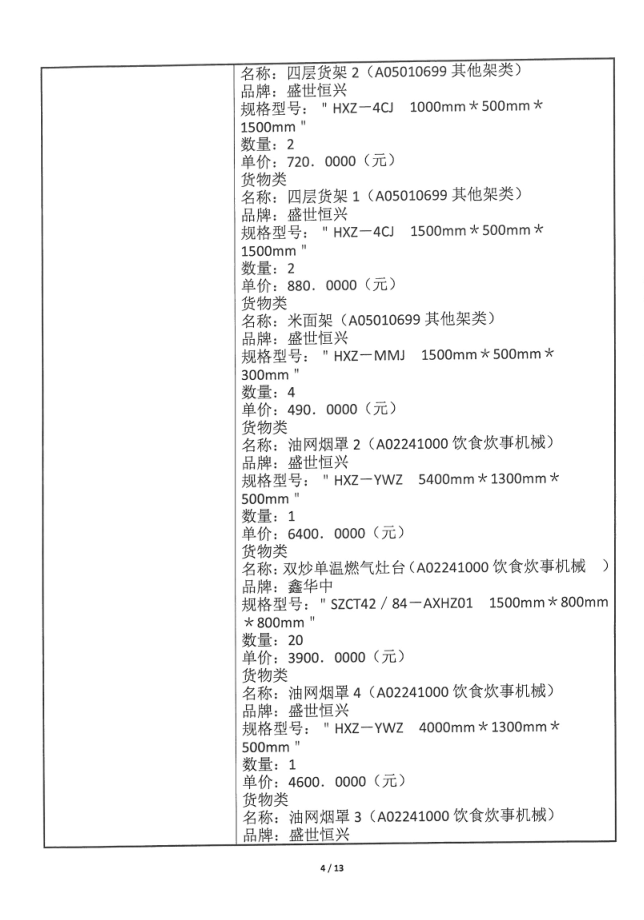 名称：四层货架 2（A05010699 其他架类）
品牌：盛世恒兴
规格型号：＂HXZ－4CJ　1000mm＊500mm＊
1500mm＂
数量：2
单价：720．0000（元）
货物类
名称：四层货架 1（A05010699 其他架类）
品牌：盛世恒兴
规格型号：＂HXZ－4CJ　1500mm＊500mm＊
1500mm＂
数量：2
单价：880．0000（元）
货物类
名称：米面架（A05010699 其他架类）
品牌：盛世恒兴
规格型号：＂HXZ－MMJ　1500mm＊500mm＊
300mm＂
数量：4
单价：490．0000（元）
货物类
名称：油网烟罩 2（A02241000 饮食炊事机械）
品牌：盛世恒兴
规格型号：＂HXZ－YWZ　5400mm＊1300mm＊
500mm＂
数量：1
单价：6400．0000（元）
货物类
名称：双炒单温燃气灶台（A02241000 饮食炊事机械　）
品牌：鑫华中
规格型号：＂SZCT42／84－AXHZ01　1500mm＊800mm
＊800mm＂
数量：20
单价：3900．0000（元）
货物类
名称：油网烟罩 4（A02241000 饮食炊事机械）
品牌：盛世恒兴
规格型号：＂HXZ－YWZ　4000mm＊1300mm＊
500mm＂
数量：1
单价：4600．0000（元）
货物类
名称：油网烟罩 3（A02241000 饮食炊事机械）
品牌：盛世恒兴
4 / 13